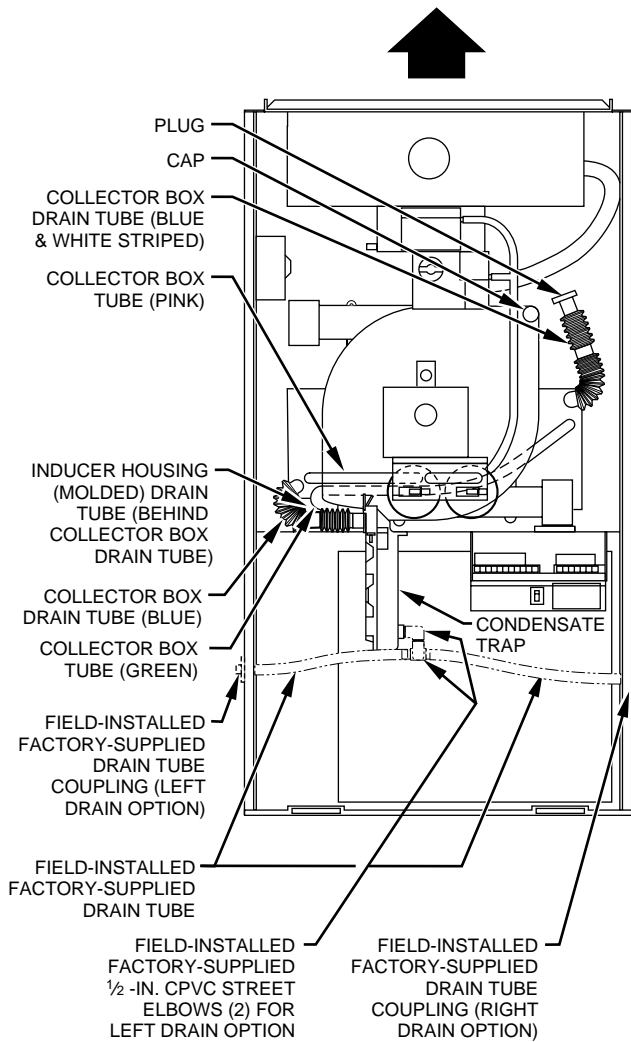 PLUG
CAP
COLLECTOR BOX
DRAIN TUBE (BLUE
& WHITE STRIPED)
COLLECTOR BOX
TUBE (PINK)
INDUCER HOUSING
(MOLDED) DRAIN
TUBE (BEHIND
COLLECTOR BOX
DRAIN TUBE)
COLLECTOR BOX
DRAIN TUBE (BLUE)
COLLECTOR BOX
TUBE (GREEN)
CONDENSATE
TRAP
FIELD-INSTALLED
FACTORY-SUPPLIED
DRAIN TUBE
COUPLING (LEFT
DRAIN OPTION)
FIELD-INSTALLED
FACTORY-SUPPLIED
DRAIN TUBE
FIELD-INSTALLED
FACTORY-SUPPLIED
½ -IN. CPVC STREET
ELBOWS (2) FOR
LEFT DRAIN OPTION
FIELD-INSTALLED
FACTORY-SUPPLIED
DRAIN TUBE
COUPLING (RIGHT
DRAIN OPTION)